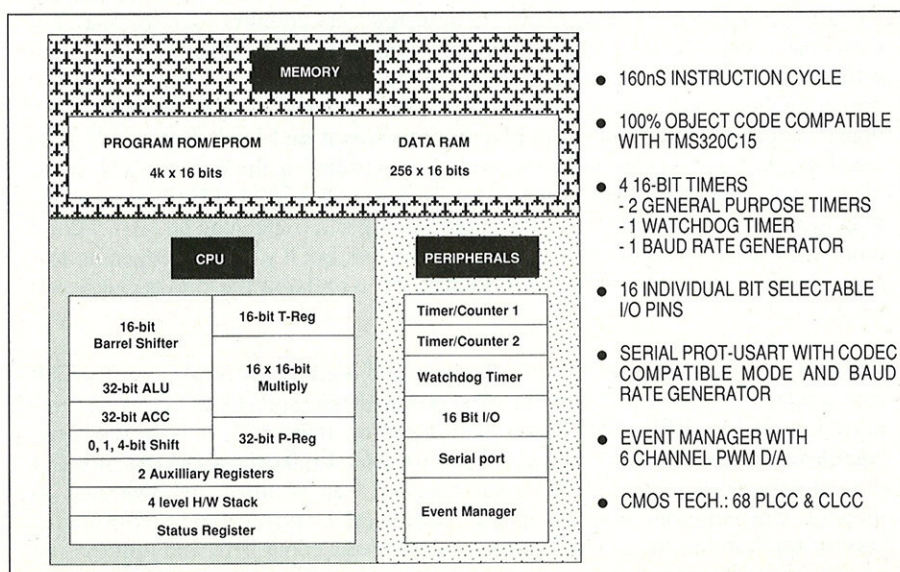 MEMORY
PROGRAM ROM/EPROM
4k x 16 bits
DATA RAM
256 x 16 bits
CPU
16-bit
Barrel Shifter
32-bit ALU
32-bit ACC
0, 1, 4-bit Shift
16-bit T-Reg
16 x 16-bit
Multiply
32-bit P-Reg
2 Auxilliary Registers
4 level H/W Stack
Status Register
PERIPHERALS
Timer/Counter 1
Timer/Counter 2
Watchdog Timer
16 Bit I/O
Serial port
Event Manager
• 160nS INSTRUCTION CYCLE
• 100% OBJECT CODE COMPATIBLE
WITH TMS320C15
• 4 16-BIT TIMERS
- 2 GENERAL PURPOSE TIMERS
- 1 WATCHDOG TIMER
- 1 BAUD RATE GENERATOR
• 16 INDIVIDUAL BIT SELECTABLE
I/O PINS
• SERIAL PROT-USART WITH CODEC
COMPATIBLE MODE AND BAUD
RATE GENERATOR
• EVENT MANAGER WITH
6 CHANNEL PWM D/A
• CMOS TECH.: 68 PLCC & CLCC